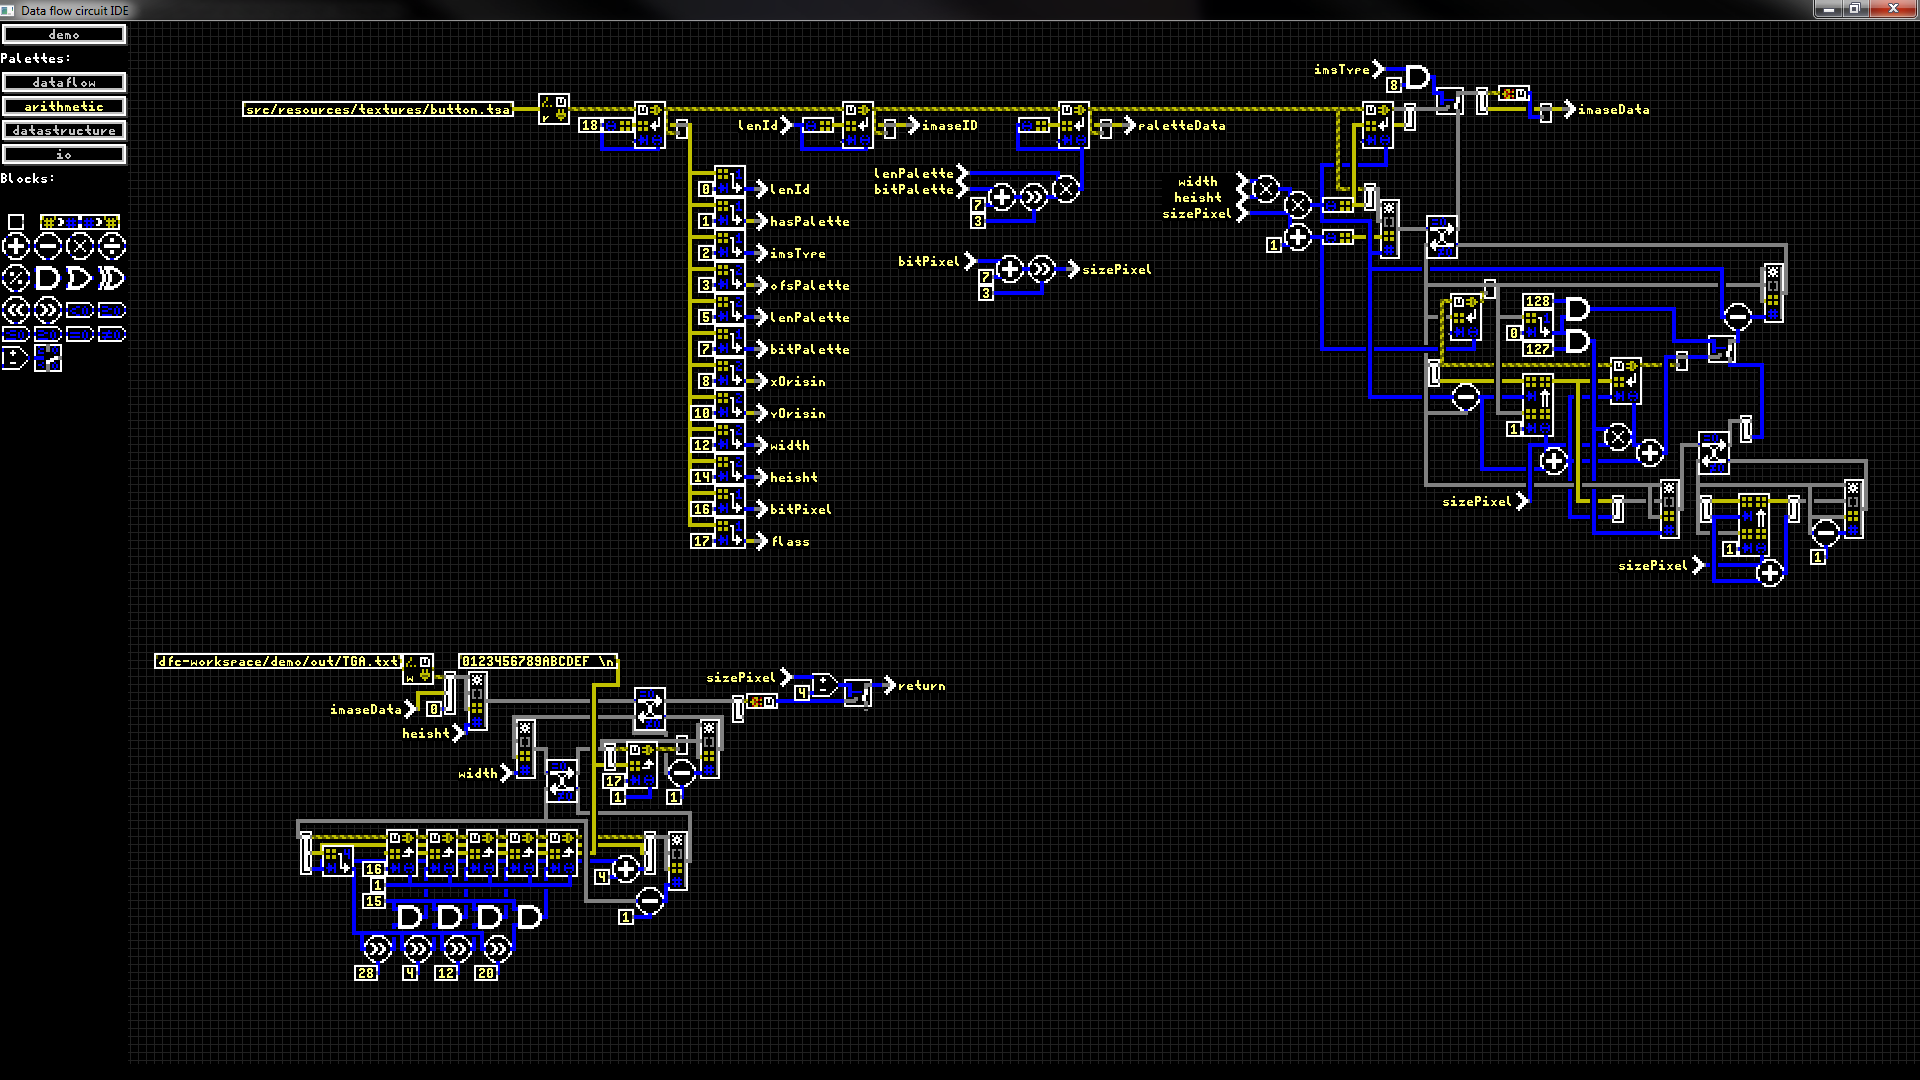 Data flow circuit IDE
demo
Palettes:
dataflow
arithmetic
datastructure
io
Blocks:
src/resources/textures/button.tga
18
lenId
imageID
paletteData
imgType
8
imageData
lenPalette
bitPalette
7
3
width
height
sizePixel
1
bitPixel
7
3
sizePixel
0 lenId
1 hasPalette
2 imgType
3 ofsPalette
5 lenPalette
7 bitPalette
8 xOrigin
10 yOrigin
12 width
14 height
16 bitPixel
17 flags
128
0
127
1
sizePixel
1
1
sizePixel
dfc-workspace/demo/out/TGA.txt
0123456789ABCDEF \n
imageData
0
height
width
sizePixel
4
return
17
1
1
16
1
15
4
1
28
4
12
20